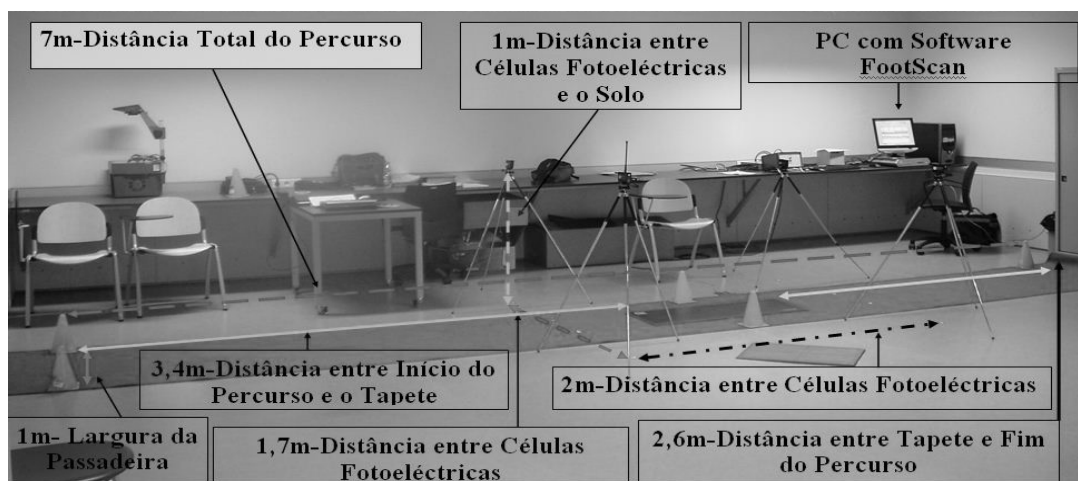 7m-Distância Total do Percurso
1m-Distância entre
Células Fotoeléctricas
e o Solo
PC com Software
FootScan
3,4m-Distância entre Início do
Percurso e o Tapete
2m-Distância entre Células Fotoeléctricas
1m- Largura da
Passadeira
1,7m-Distância entre Células
Fotoeléctricas
2,6m-Distância entre Tapete e Fim
do Percurso